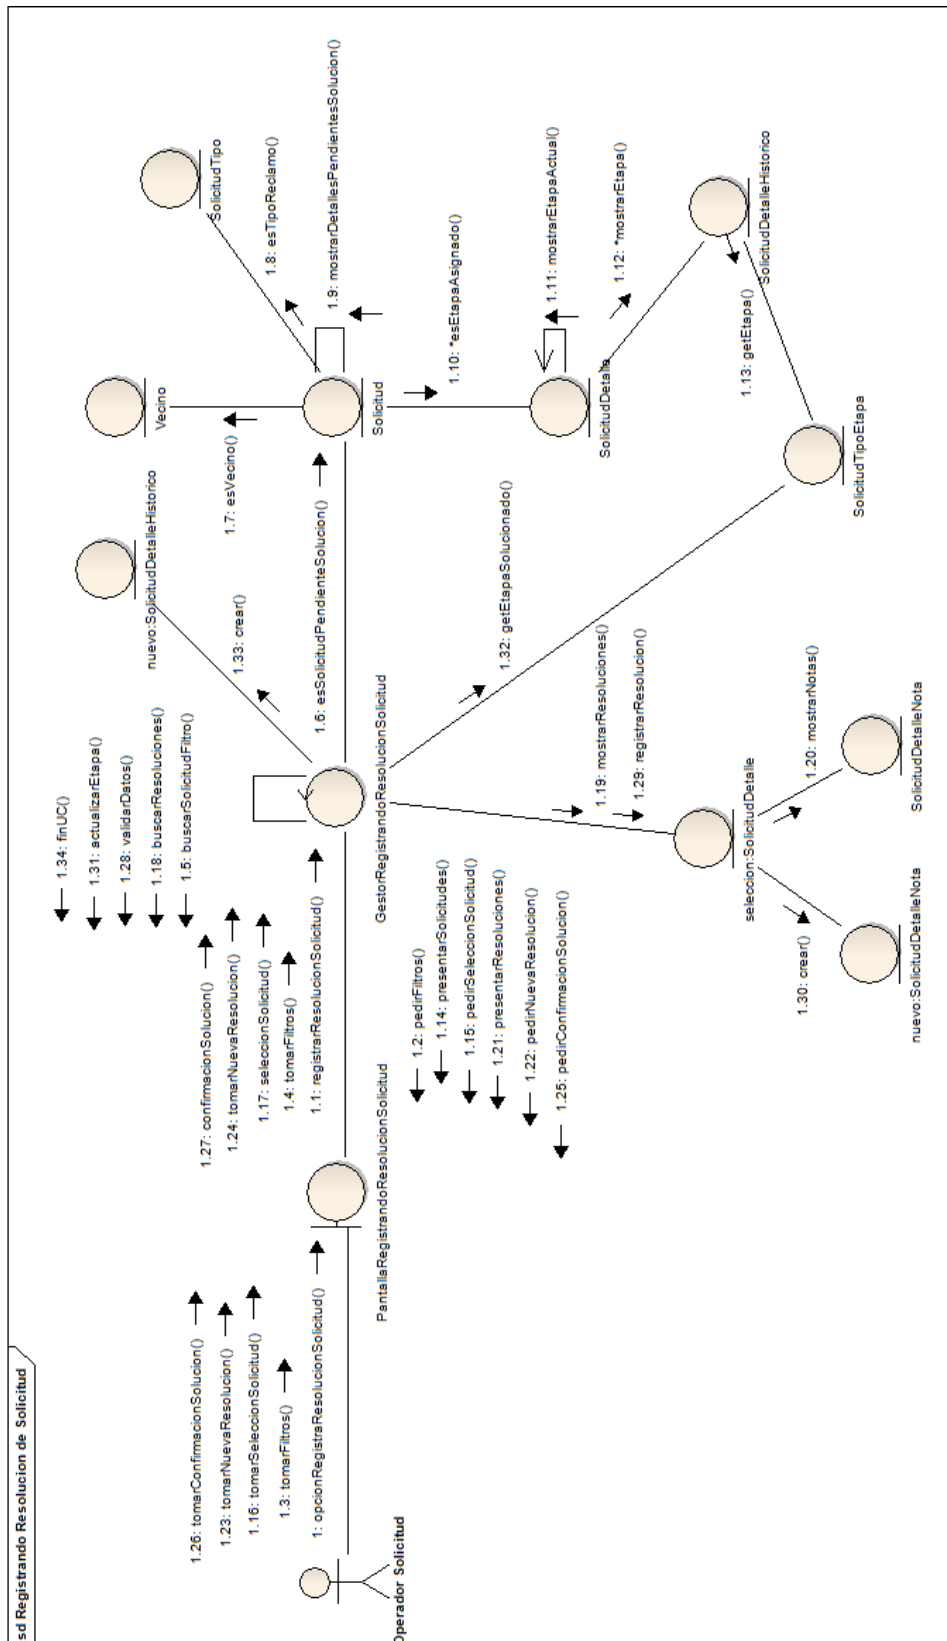 sd Registrando Resolucion de Solicitud
Operador Solicitud
1.26: tomarConfirmacionSolucion()
1.23: tomarNuevaResolucion()
1.16: tomarSeleccionSolicitud()
1.3: tomarFiltros()
1: opcionRegistraResolucionSolicitud()
PantallaRegistrandoResolucionSolicitud
1.27: confirmacionSolucion()
1.24: tomarNuevaResolucion()
1.17: seleccionSolicitud()
1.4: tomarFiltros()
1.1: registrarResolucionSolicitud()
1.2: pedirFiltros()
1.14: presentarSolicitudes()
1.15: pedirSeleccionSolicitud()
1.21: presentarResoluciones()
1.22: pedirNuevaResolucion()
1.25: pedirConfirmacionSolucion()
1.34: finUC()
1.31: actualizarEtapa()
1.28: validarDatos()
1.18: buscarResoluciones()
1.5: buscarSolicitudFiltro()
GestorRegistrandoResolucionSolicitud
1.33: crear()
nuevo:SolicitudDetalleHistorico
1.6: esSolicitudPendienteSolucion()
1.32: getEtapaSolucionado()
1.19: mostrarResoluciones()
1.29: registrarResolucion()
seleccion:SolicitudDetalle
1.30: crear()
nuevo:SolicitudDetalleNota
1.20: mostrarNotas()
SolicitudDetalleNota
1.7: esVecino()
Vecino
Solicitud
1.8: esTipoReclamo()
SolicitudTipo
1.9: mostrarDetallesPendientesSolucion()
1.10: *esEtapaAsignado()
SolicitudDetalle
1.11: mostrarEtapaActual()
1.12: *mostrarEtapa()
SolicitudDetalleHistorico
1.13: getEtapa()
SolicitudTipoEtapa